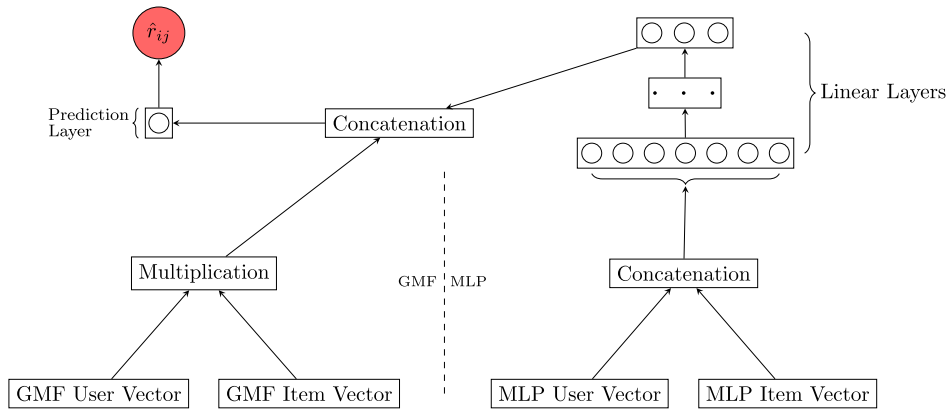 r̂ij
Prediction
Layer
Concatenation
Linear Layers
Multiplication
GMF
MLP
Concatenation
GMF User Vector
GMF Item Vector
MLP User Vector
MLP Item Vector